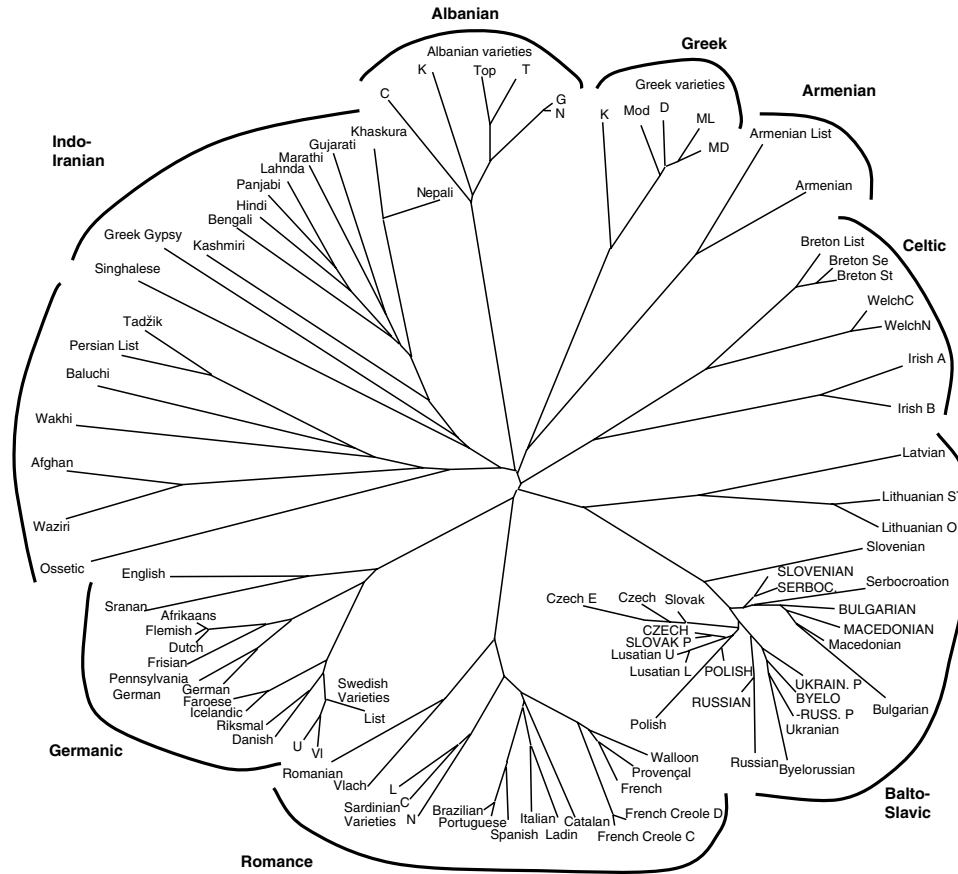 Albanian
Albanian varieties
K
Top
T
C
G
N
Greek
Greek varieties
K
Mod
D
ML
MD
Armenian
Armenian List
Armenian
Indo-
Iranian
Khaskura
Gujarati
Marathi
Lahnda
Panjabi
Hindi
Bengali
Nepali
Greek Gypsy
Kashmiri
Singhalese
Tadžik
Persian List
Baluchi
Wakhi
Afghan
Waziri
Ossetic
Celtic
Breton List
Breton Se
Breton St
WelchC
WelchN
Irish A
Irish B
Latvian
Lithuanian ST
Lithuanian O
Slovenian
SLOVENIAN
SERBOC.
Serbocroation
BULGARIAN
MACEDONIAN
Macedonian
Bulgarian
Czech E
Czech
Slovak
CZECH
SLOVAK P
Lusatian U
Lusatian L
POLISH
RUSSIAN
Polish
UKRAIN. P
BYELO
-RUSS. P
Ukranian
Russian
Byelorussian
Balto-
Slavic
English
Sranan
Afrikaans
Flemish
Dutch
Frisian
Pennsylvania
German
German
Faroese
Icelandic
Riksmal
Danish
Swedish
Varieties
List
U
Vl
Germanic
Romanian
Vlach
L
Sardinian
Varieties
C
N
Brazilian
Portuguese
Spanish
Italian
Ladin
Catalan
Walloon
Provençal
French
French Creole D
French Creole C
Romance